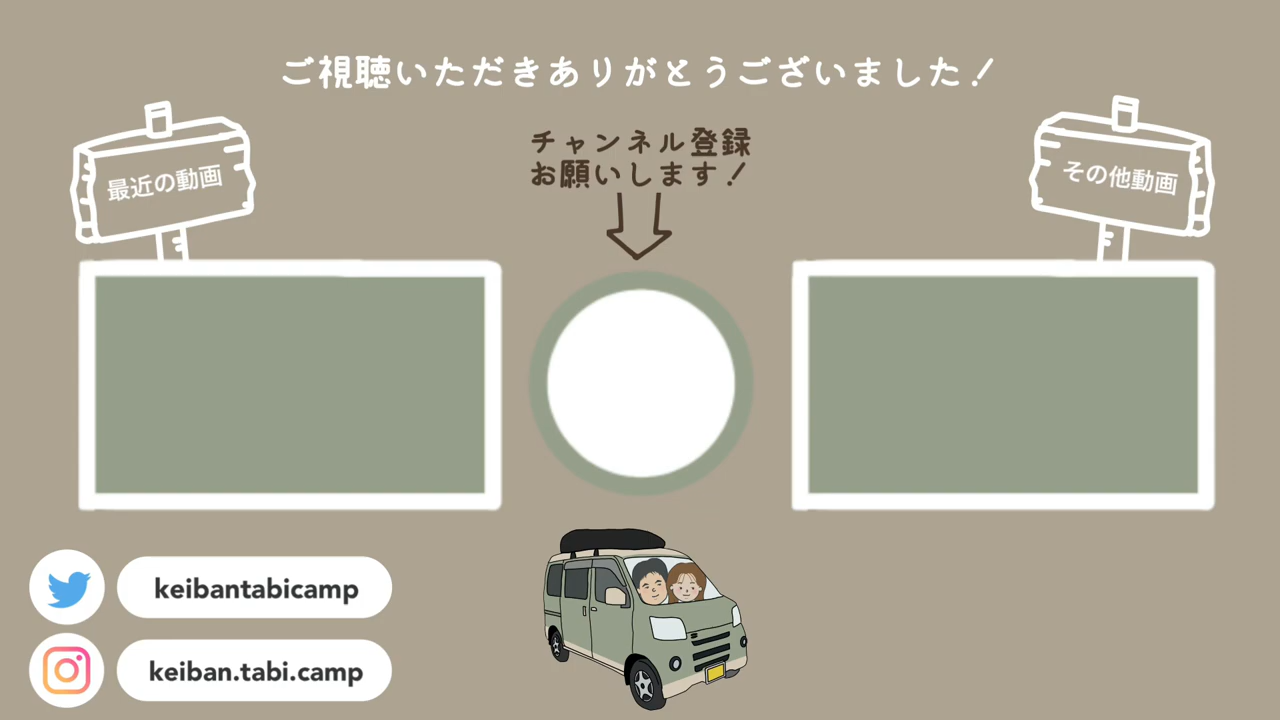 ご視聴いただきありがとうございました！
チャンネル登録
お願いします！
最近の動画
その他動画
keibantabicamp
keiban.tabi.camp